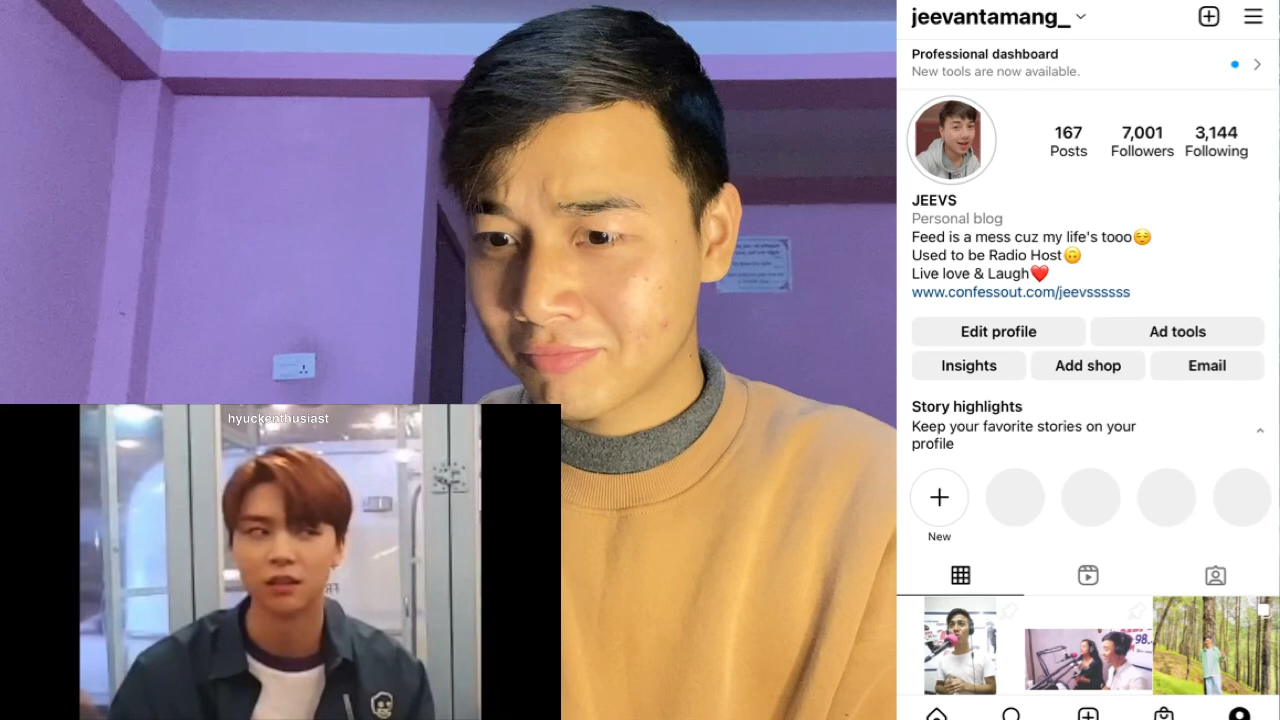 hyuckenthusiast
jeevantamang_
Professional dashboard
New tools are now available.
167 7,001 3,144
Posts Followers Following
JEEVS
Personal blog
Feed is a mess cuz my life's tooo😌
Used to be Radio Host🙃
Live love & Laugh❤️
www.confessout.com/jeevssssss
Edit profile Ad tools
Insights Add shop Email
Story highlights
Keep your favorite stories on your
profile
New
98.